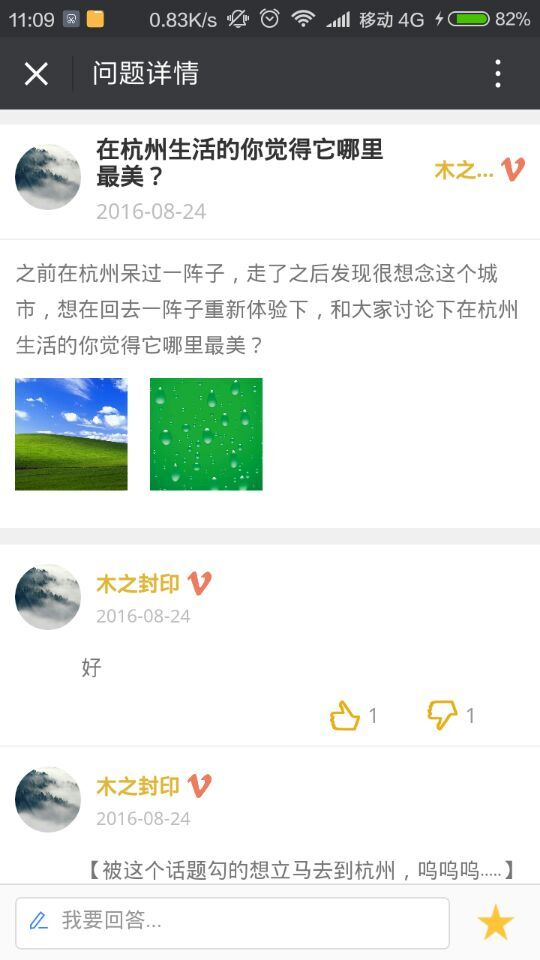 11:09 0.83K/s 移动 4G 82%
问题详情
在杭州生活的你觉得它哪里
最美？
木之...
2016-08-24
之前在杭州呆过一阵子，走了之后发现很想念这个城
市，想在回去一阵子重新体验下，和大家讨论下在杭州
生活的你觉得它哪里最美？
木之封印
2016-08-24
好
1 1
木之封印
2016-08-24
【被这个话题勾的想立马去到杭州，呜呜呜.....】
我要回答...